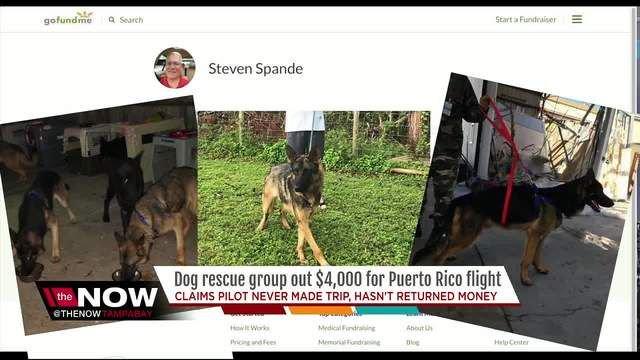 gofundme Search Start a Fundraiser
Steven Spande
Dog rescue group out $4,000 for Puerto Rico flight
the NOW CLAIMS PILOT NEVER MADE TRIP, HASN'T RETURNED MONEY
@THENOWTAMPABAY
How It Works Medical Fundraising About Us
Pricing and Fees Memorial Fundraising Blog Help Center